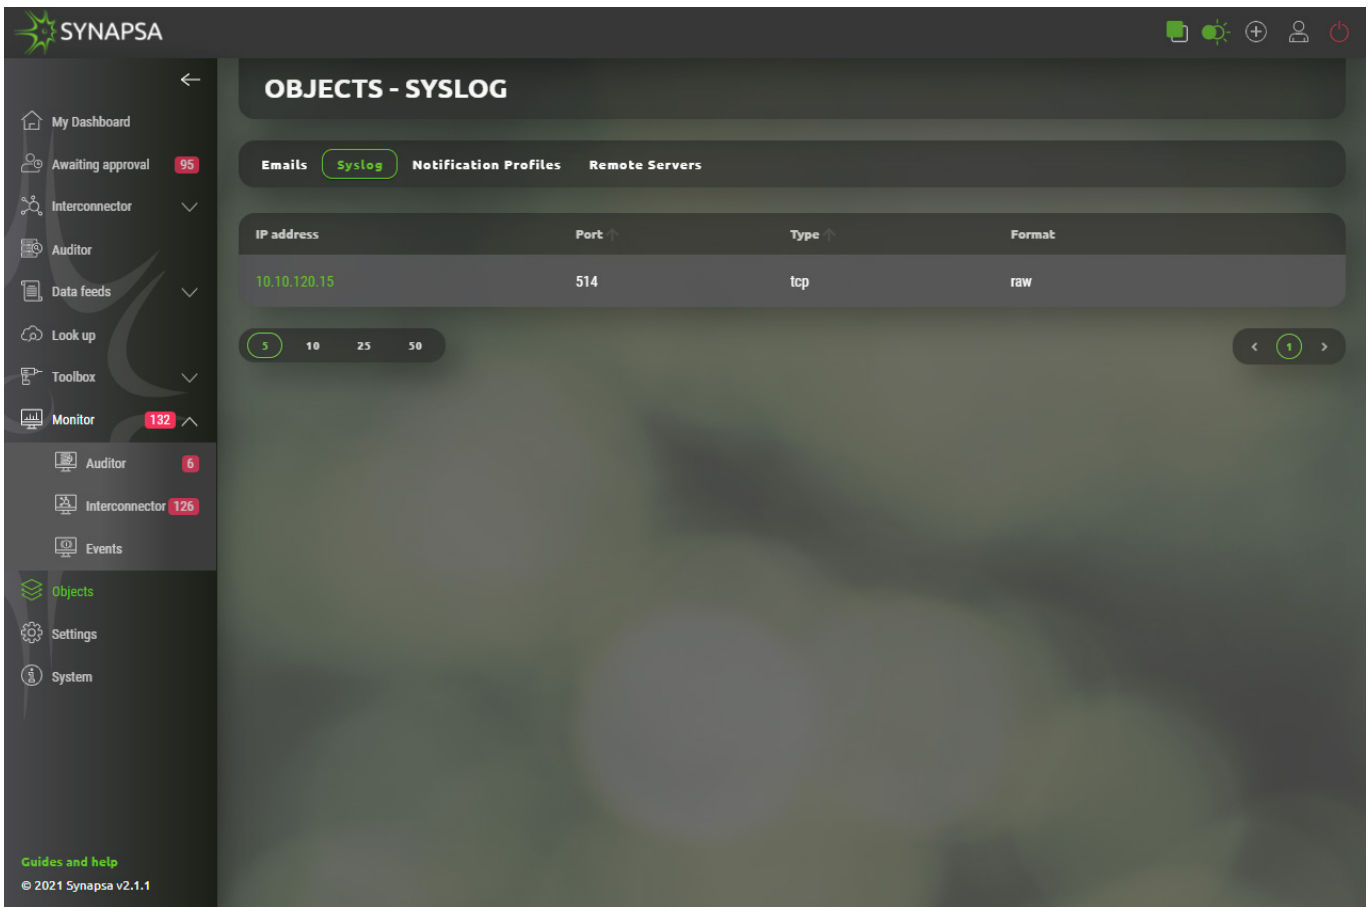 SYNAPSA
OBJECTS - SYSLOG
My Dashboard
Awaiting approval 95
Interconnector
Auditor
Data feeds
Look up
Toolbox
Monitor 132
Auditor 6
Interconnector 126
Events
Objects
Settings
System
Guides and help
© 2021 Synapsa v2.1.1
Emails Syslog Notification Profiles Remote Servers
IP address Port Type Format
10.10.120.15 514 tcp raw
5 10 25 50
1